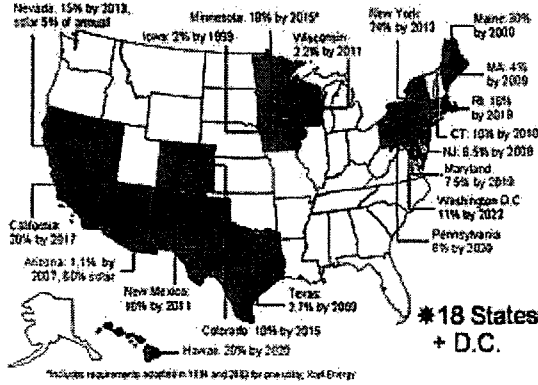 Nevada: 15% by 2013,
solar 5% of annual
Minnesota: 10% by 2015*
Iowa: 2% by 1999
Wisconsin:
2.2% by 2011
New York:
24% by 2013
Maine: 30%
by 2000
MA: 4%
by 2009
RI: 16%
by 2019
CT: 10% by 2010
NJ: 6.5% by 2008
Maryland
7.5% by 2019
Washington D.C
11% by 2022
Pennsylvania
8% by 2020
California:
20% by 2017
Arizona: 1.1% by
2007, 60% solar
New Mexico:
10% by 2011
Texas:
2.7% by 2009
Colorado: 10% by 2015
Hawaii: 20% by 2020
*18 States
+ D.C.
*Includes requirements adopted in 1994 and 2003 for one utility, Xcel Energy